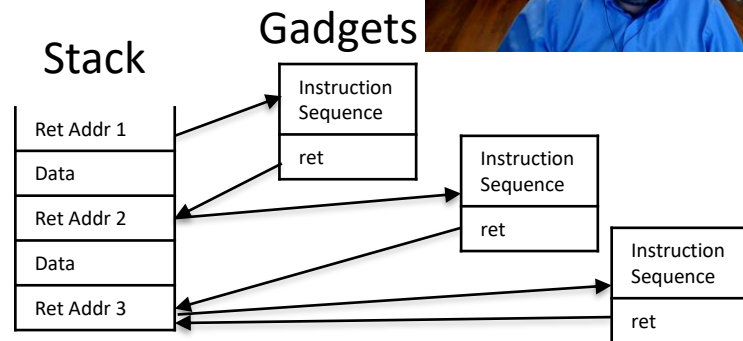 Stack
Gadgets
Ret Addr 1
Data
Ret Addr 2
Data
Ret Addr 3
Instruction
Sequence
ret
Instruction
Sequence
ret
Instruction
Sequence
ret